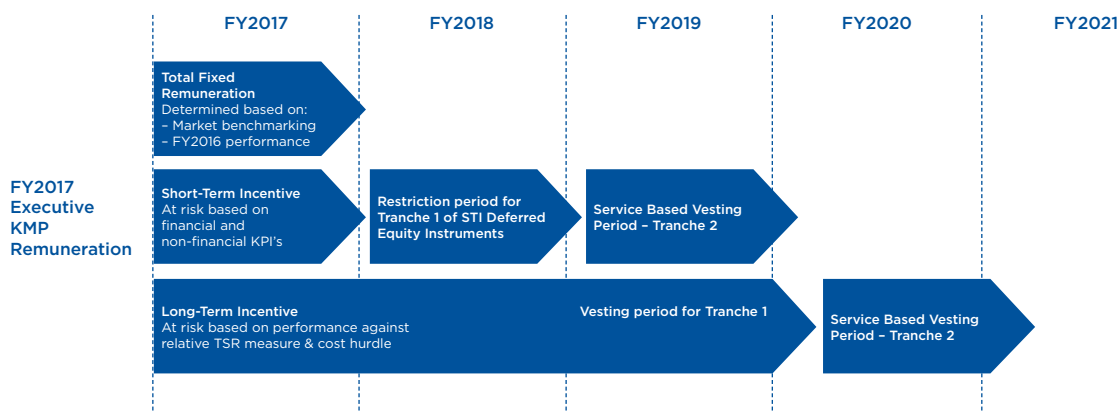 FY2017
FY2018
FY2019
FY2020
FY2021
FY2017
Executive
KMP
Remuneration
Total Fixed
Remuneration
Determined based on:
– Market benchmarking
– FY2016 performance
Short-Term Incentive
At risk based on
financial and
non-financial KPI's
Restriction period for
Tranche 1 of STI Deferred
Equity Instruments
Service Based Vesting
Period – Tranche 2
Long-Term Incentive
At risk based on performance against
relative TSR measure & cost hurdle
Vesting period for Tranche 1
Service Based Vesting
Period – Tranche 2